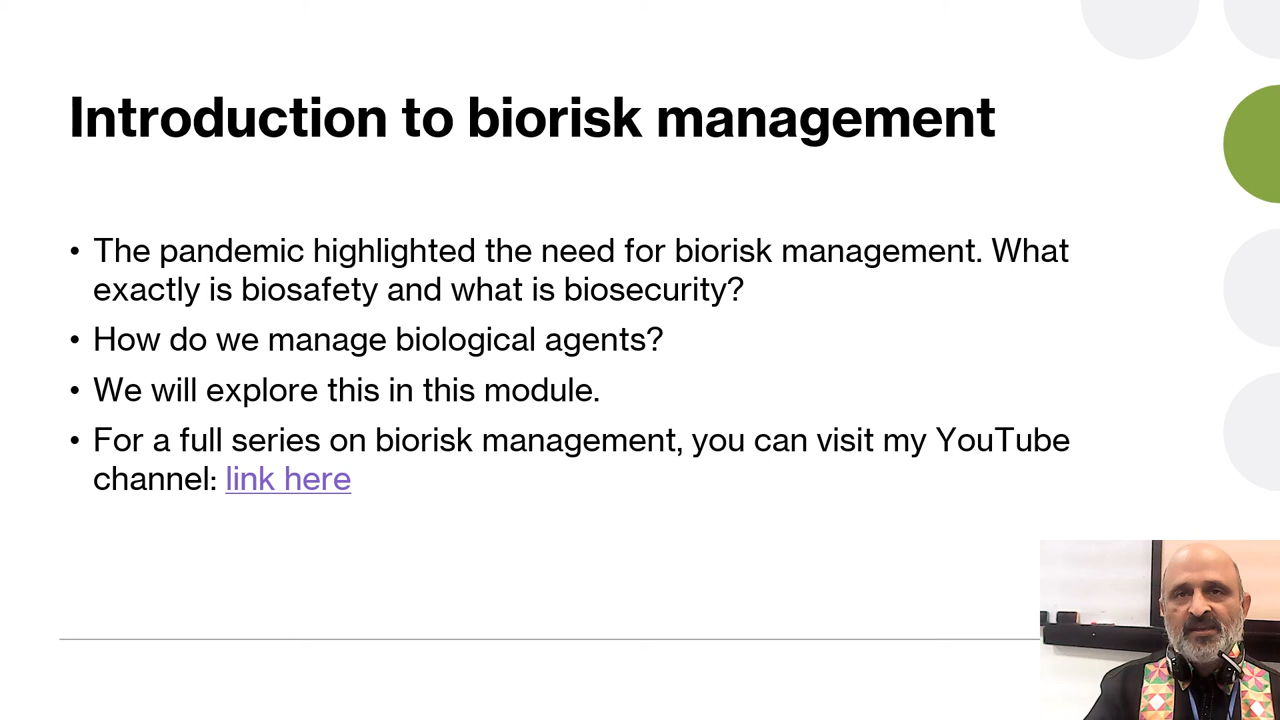 Introduction to biorisk management
• The pandemic highlighted the need for biorisk management. What
exactly is biosafety and what is biosecurity?
• How do we manage biological agents?
• We will explore this in this module.
• For a full series on biorisk management, you can visit my YouTube
channel: link here